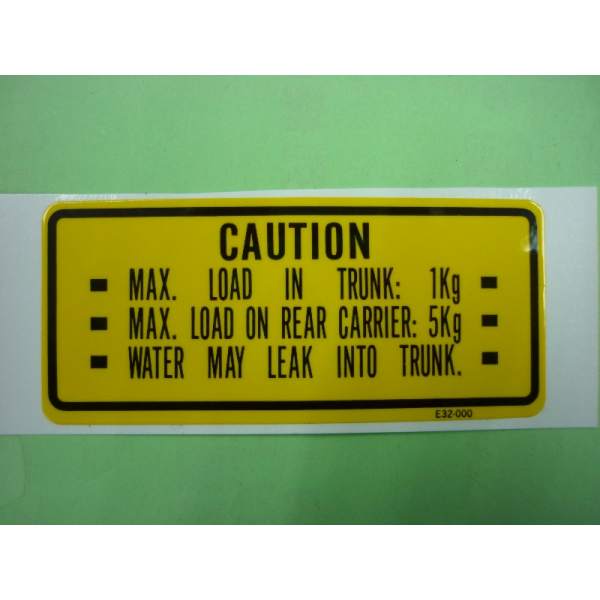 CAUTION
MAX. LOAD IN TRUNK: 1Kg
MAX. LOAD ON REAR CARRIER: 5Kg
WATER MAY LEAK INTO TRUNK.
E32-000